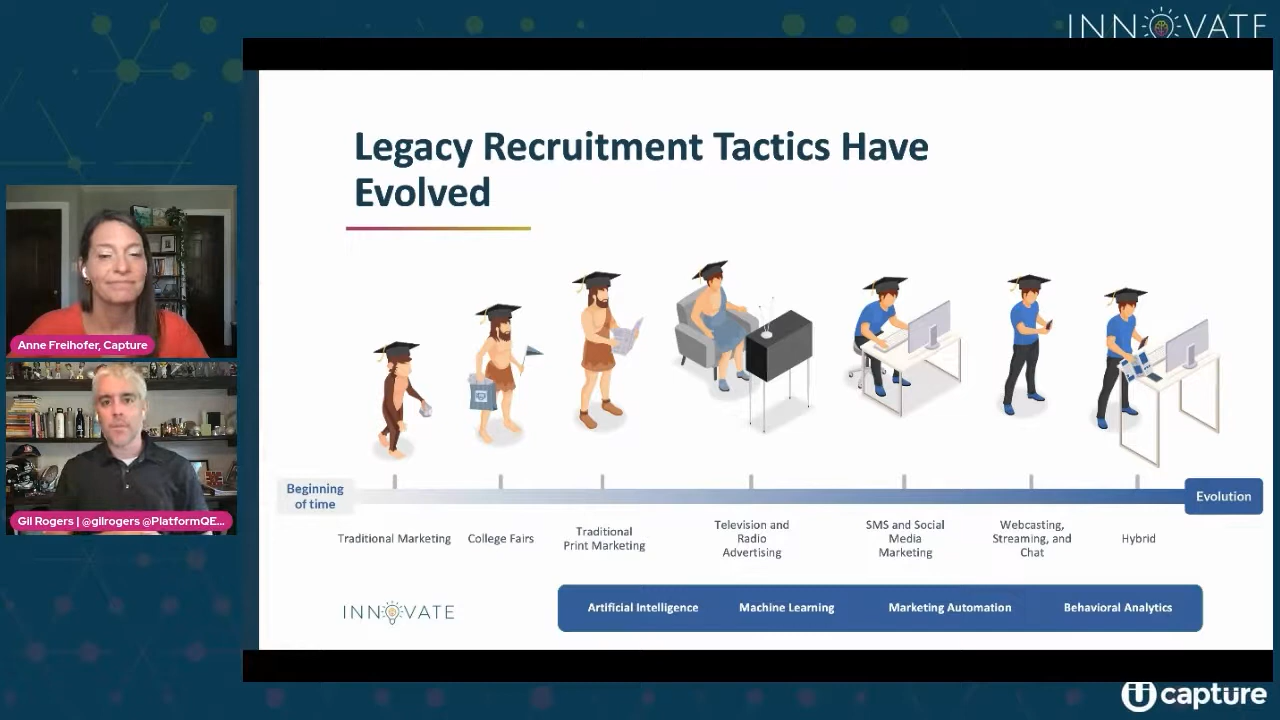 INNOVATE
Legacy Recruitment Tactics Have
Evolved
Anne Freihofer, Capture
Gil Rogers | @gilrogers @PlatformQE...
Beginning
of time
Evolution
Traditional Marketing
College Fairs
Traditional
Print Marketing
Television and
Radio
Advertising
SMS and Social
Media
Marketing
Webcasting,
Streaming, and
Chat
Hybrid
INNOVATE
Artificial Intelligence
Machine Learning
Marketing Automation
Behavioral Analytics
capture